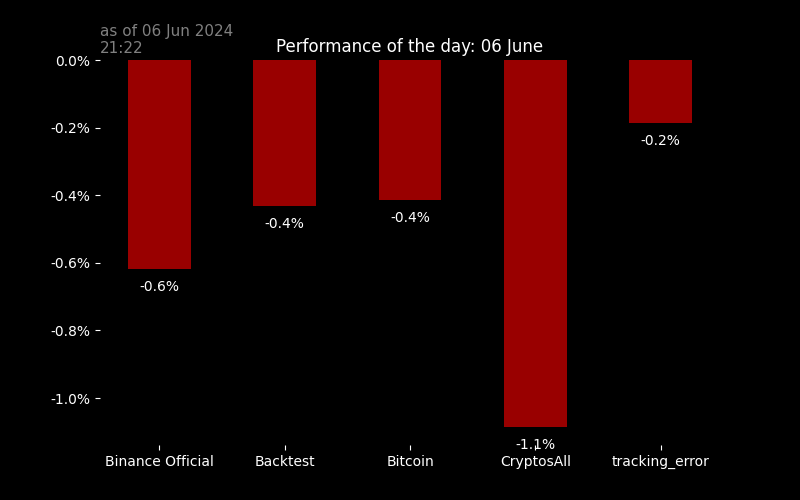 as of 06 Jun 2024
21:22
Performance of the day: 06 June
0.0%
-0.2%
-0.4%
-0.6%
-0.8%
-1.0%
-0.6%
-0.4%
-0.4%
-1.1%
-0.2%
Binance Official
Backtest
Bitcoin
CryptosAll
tracking_error